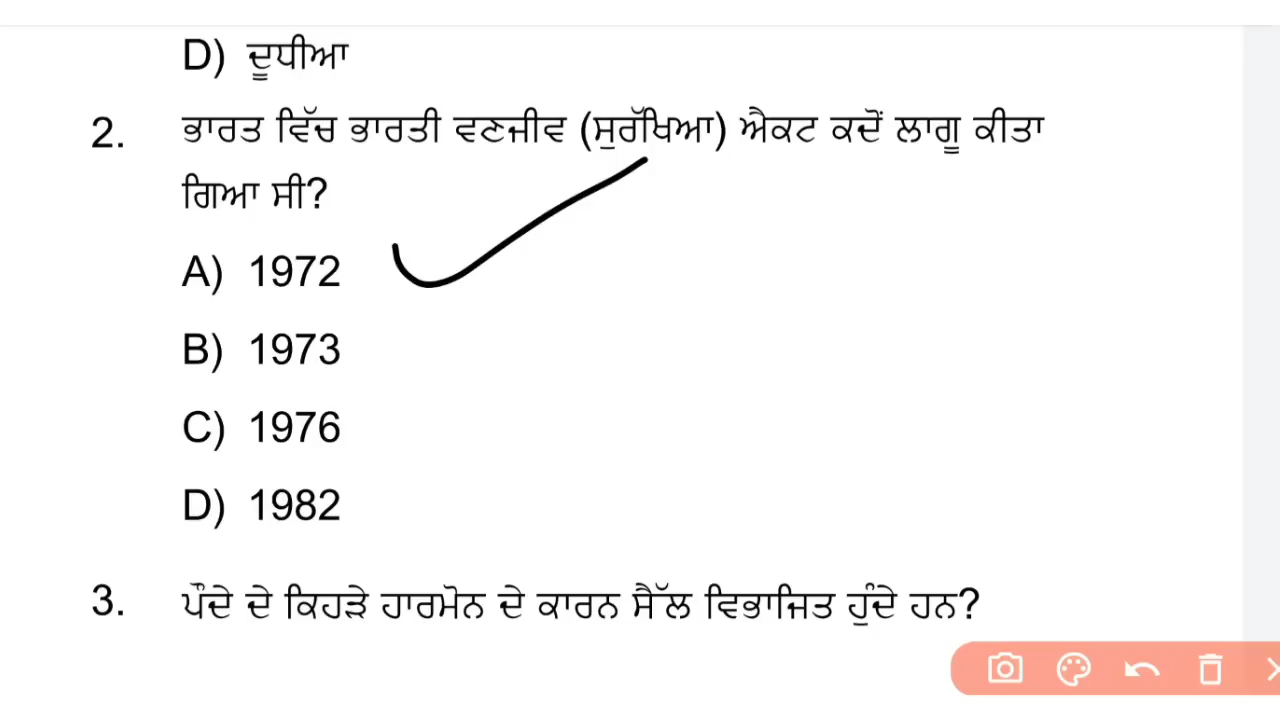 D) ਦੂਧੀਆ
2. ਭਾਰਤ ਵਿੱਚ ਭਾਰਤੀ ਵਣਜੀਵ (ਸੁਰੱਖਿਆ) ਐਕਟ ਕਦੋਂ ਲਾਗੂ ਕੀਤਾ
ਗਿਆ ਸੀ?
A) 1972
B) 1973
C) 1976
D) 1982
3. ਪੌਦੇ ਦੇ ਕਿਹੜੇ ਹਾਰਮੋਨ ਦੇ ਕਾਰਨ ਸੈੱਲ ਵਿਭਾਜਿਤ ਹੁੰਦੇ ਹਨ?